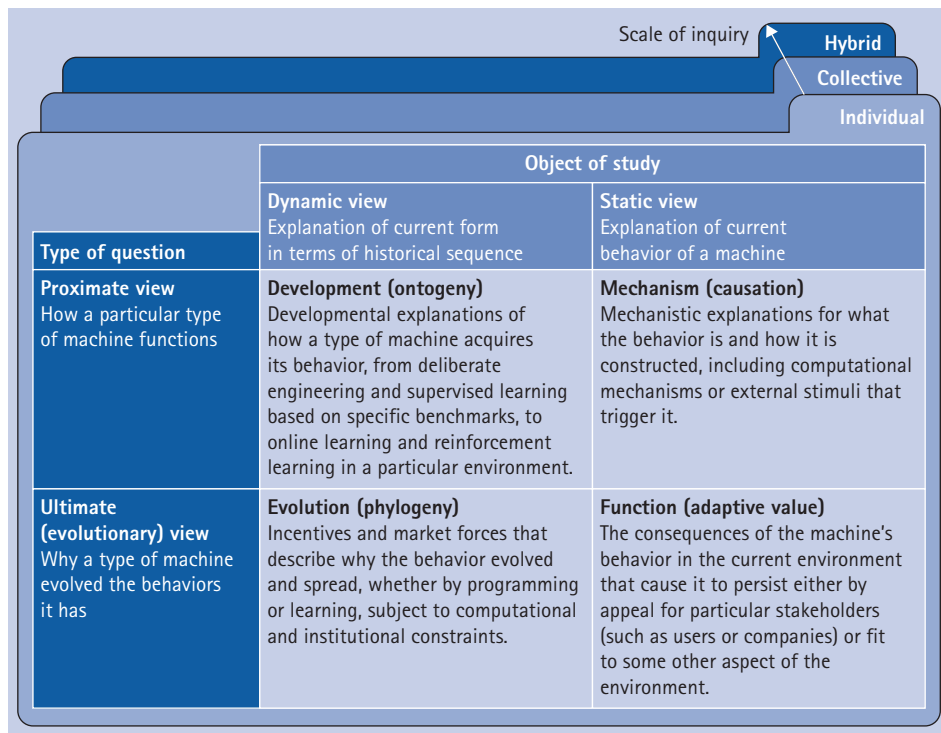 Scale of inquiry
Hybrid
Collective
Individual
Object of study
Dynamic view
Explanation of current form
in terms of historical sequence
Static view
Explanation of current
behavior of a machine
Type of question
Proximate view
How a particular type
of machine functions
Development (ontogeny)
Developmental explanations of
how a type of machine acquires
its behavior, from deliberate
engineering and supervised learning
based on specific benchmarks, to
online learning and reinforcement
learning in a particular environment.
Mechanism (causation)
Mechanistic explanations for what
the behavior is and how it is
constructed, including computational
mechanisms or external stimuli that
trigger it.
Ultimate
(evolutionary) view
Why a type of machine
evolved the behaviors
it has
Evolution (phylogeny)
Incentives and market forces that
describe why the behavior evolved
and spread, whether by programming
or learning, subject to computational
and institutional constraints.
Function (adaptive value)
The consequences of the machine's
behavior in the current environment
that cause it to persist either by
appeal for particular stakeholders
(such as users or companies) or fit
to some other aspect of the
environment.